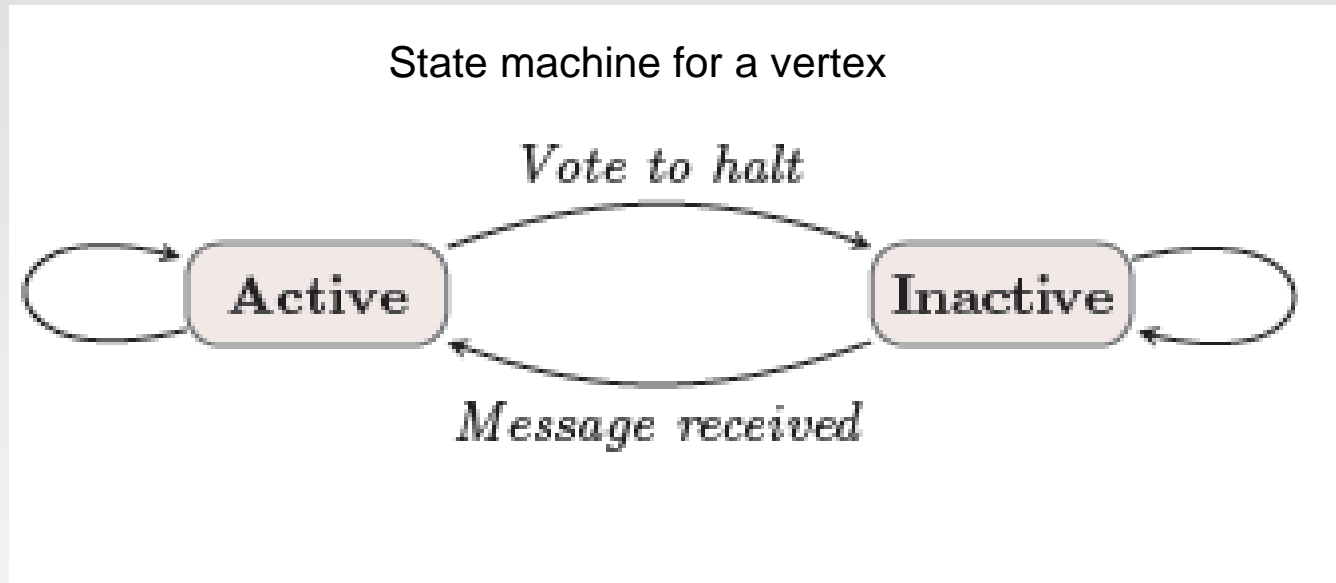 State machine for a vertex
Vote to halt
Active
Inactive
Message received